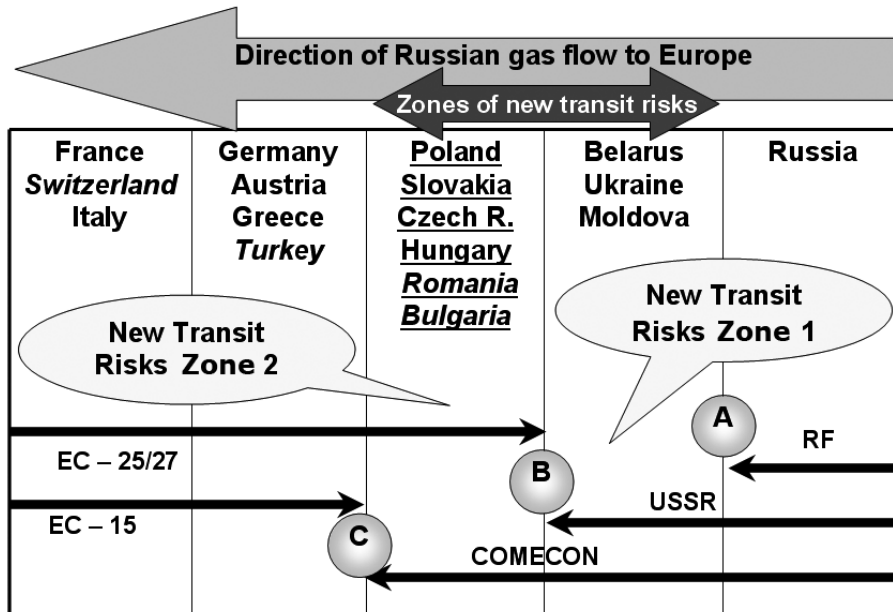 Direction of Russian gas flow to Europe
Zones of new transit risks
France
Switzerland
Italy
Germany
Austria
Greece
Turkey
Poland
Slovakia
Czech R.
Hungary
Romania
Bulgaria
Belarus
Ukraine
Moldova
Russia
New Transit
Risks Zone 2
New Transit
Risks Zone 1
A
RF
EC – 25/27
B
USSR
EC – 15
C
COMECON